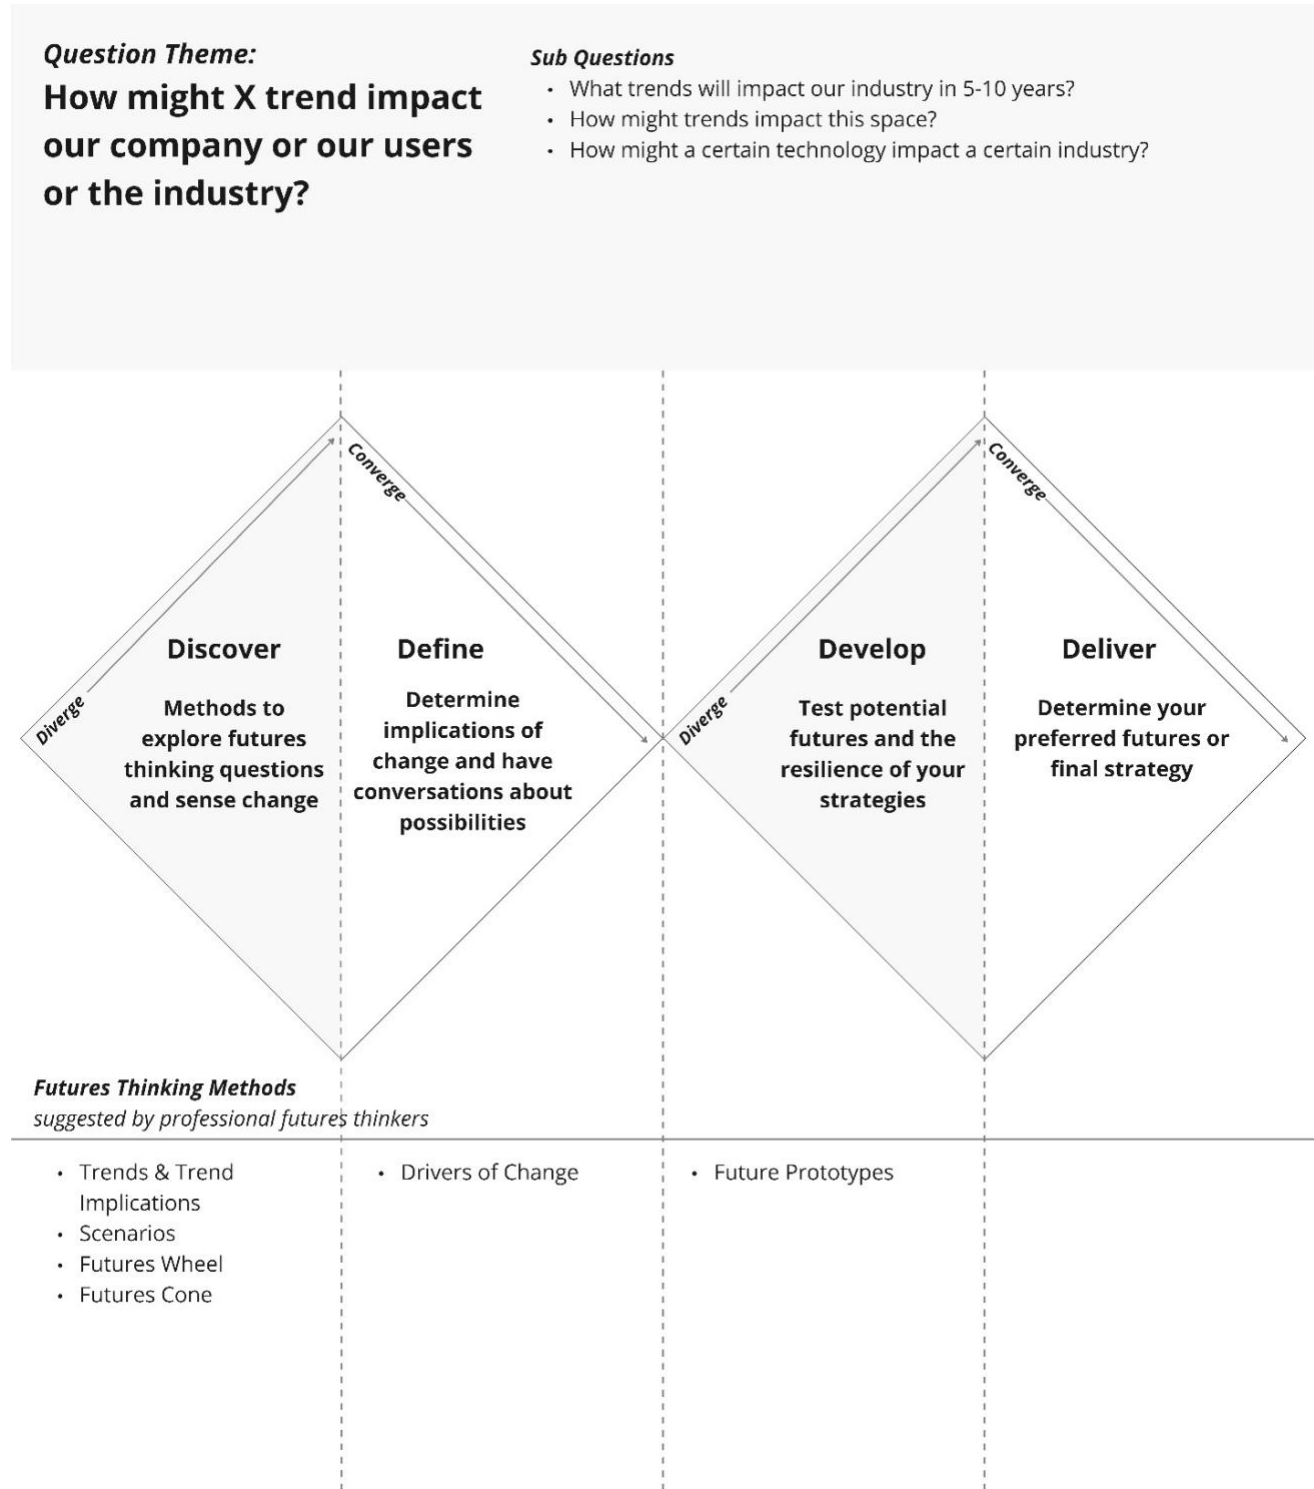 Question Theme:
How might X trend impact
our company or our users
or the industry?
Sub Questions
• What trends will impact our industry in 5-10 years?
• How might trends impact this space?
• How might a certain technology impact a certain industry?
Diverge
Discover
Methods to
explore futures
thinking questions
and sense change
Converge
Define
Determine
implications of
change and have
conversations about
possibilities
Diverge
Develop
Test potential
futures and the
resilience of your
strategies
Converge
Deliver
Determine your
preferred futures or
final strategy
Futures Thinking Methods
suggested by professional futures thinkers
• Trends & Trend
Implications
• Scenarios
• Futures Wheel
• Futures Cone
• Drivers of Change
• Future Prototypes